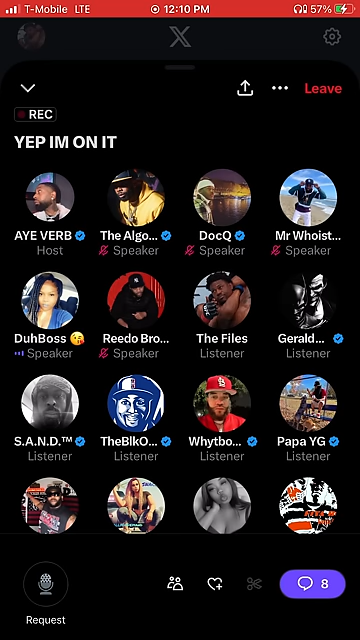 T-Mobile LTE 12:10 PM 57%
Leave
REC
YEP IM ON IT
AYE VERB The Algo... DocQ Mr Whoist...
Host Speaker Speaker Speaker
DuhBoss 😘 Reedo Bro... The Files Gerald...
Speaker Speaker Listener Listener
S.A.N.D.™ TheBlkO... Whytbo... Papa YG
Listener Listener Listener Listener
8
Request